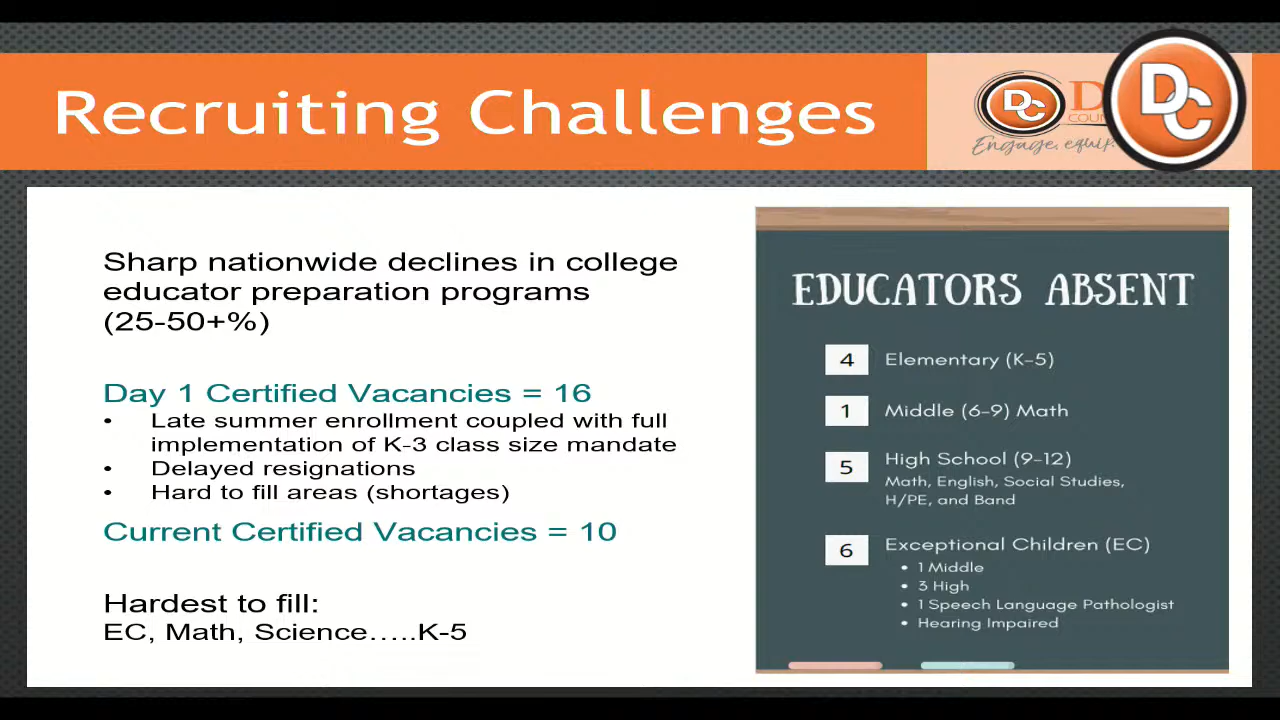 Recruiting Challenges
DC
DC
D
COUN
Engage. equip.
Sharp nationwide declines in college
educator preparation programs
(25-50+%)
Day 1 Certified Vacancies = 16
• Late summer enrollment coupled with full
implementation of K-3 class size mandate
• Delayed resignations
• Hard to fill areas (shortages)
Current Certified Vacancies = 10
Hardest to fill:
EC, Math, Science…..K-5
EDUCATORS ABSENT
4 Elementary (K-5)
1 Middle (6-9) Math
5 High School (9-12)
Math, English, Social Studies,
H/PE, and Band
6 Exceptional Children (EC)
• 1 Middle
• 3 High
• 1 Speech Language Pathologist
• Hearing Impaired